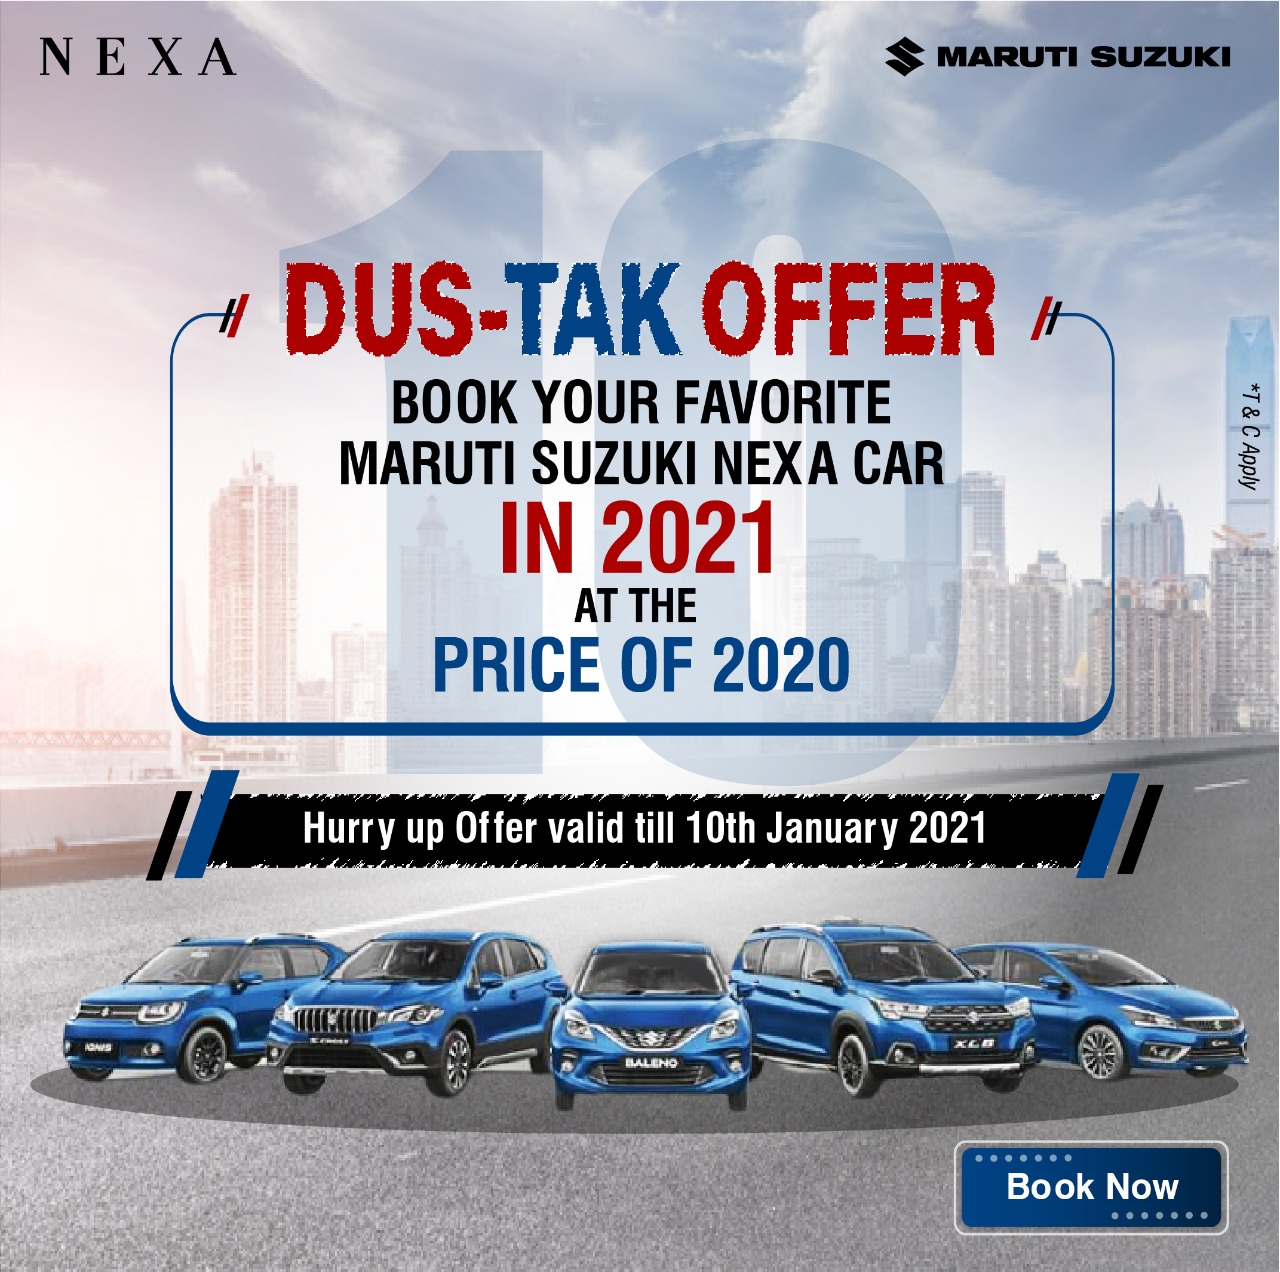 NEXA
MARUTI SUZUKI
10
DUS-TAK OFFER
BOOK YOUR FAVORITE
MARUTI SUZUKI NEXA CAR
IN 2021
AT THE
PRICE OF 2020
*T & C Apply
Hurry up Offer valid till 10th January 2021
IGNIS
BALENO
XL6
Book Now